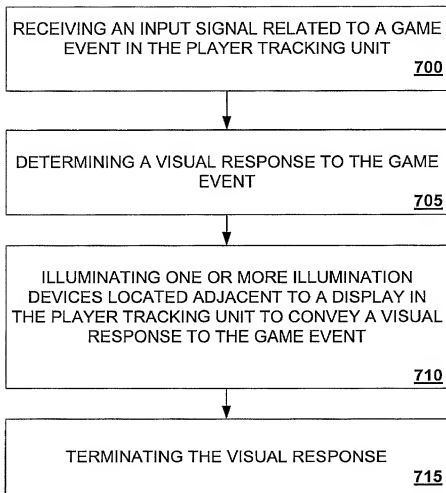 RECEIVING AN INPUT SIGNAL RELATED TO A GAME
EVENT IN THE PLAYER TRACKING UNIT
700
DETERMINING A VISUAL RESPONSE TO THE GAME
EVENT
705
ILLUMINATING ONE OR MORE ILLUMINATION
DEVICES LOCATED ADJACENT TO A DISPLAY IN
THE PLAYER TRACKING UNIT TO CONVEY A VISUAL
RESPONSE TO THE GAME EVENT
710
TERMINATING THE VISUAL RESPONSE
715